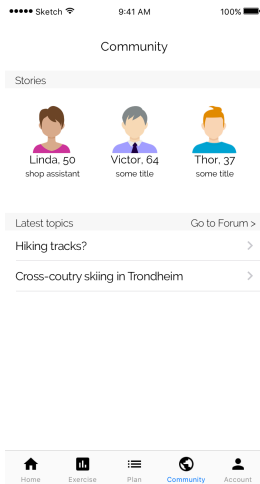 Sketch 9:41 AM 100%
Community
Stories
Linda, 50 Victor, 64 Thor, 37
shop assistant some title some title
Latest topics Go to Forum >
Hiking tracks?
Cross-coutry skiing in Trondheim
Home Exercise Plan Community Account